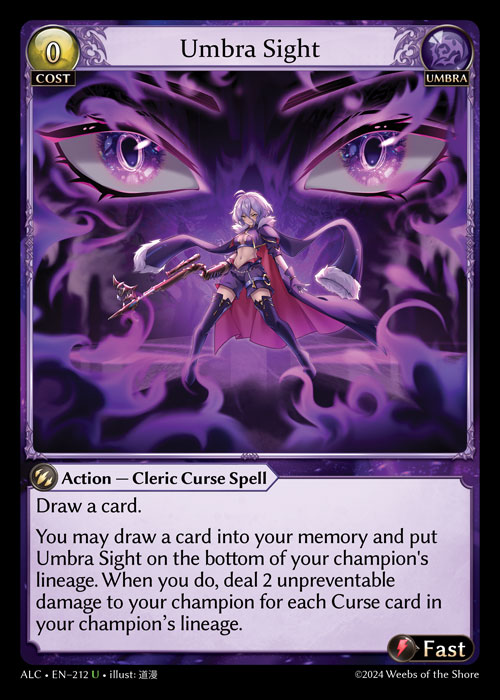 0
Umbra Sight
COST
UMBRA
Action — Cleric Curse Spell
Draw a card.
You may draw a card into your memory and put
Umbra Sight on the bottom of your champion's
lineage. When you do, deal 2 unpreventable
damage to your champion for each Curse card in
your champion's lineage.
Fast
ALC • EN–212 U • illust: 道漫
©2024 Weebs of the Shore